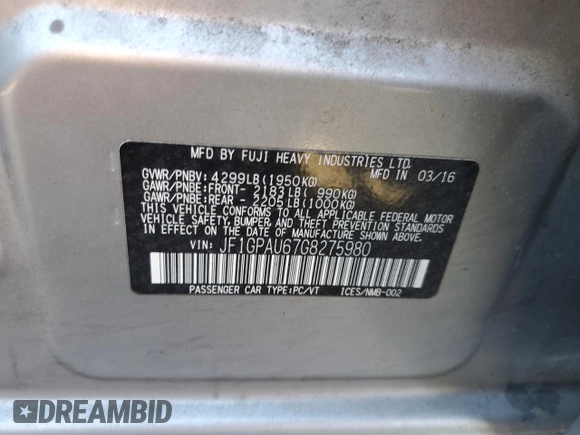 MFD BY FUJI HEAVY INDUSTRIES LTD.
GVWR/PNBV: 4299LB(1950KG) MFD IN 03/16
GAWR/PNBE:FRONT- 2183LB( 990KG)
GAWR/PNBE:REAR - 2205LB(1000KG)
THIS VEHICLE CONFORMS TO ALL APPLICABLE FEDERAL MOTOR
VEHICLE SAFETY, BUMPER, AND THEFT PREVENTION STANDARDS
IN EFFECT ON THE DATE OF MANUFACTURE SHOWN ABOVE.
VIN: JF1GPAU67G8275980
PASSENGER CAR TYPE:PC/VT ICES/NMB-002
DREAMBID